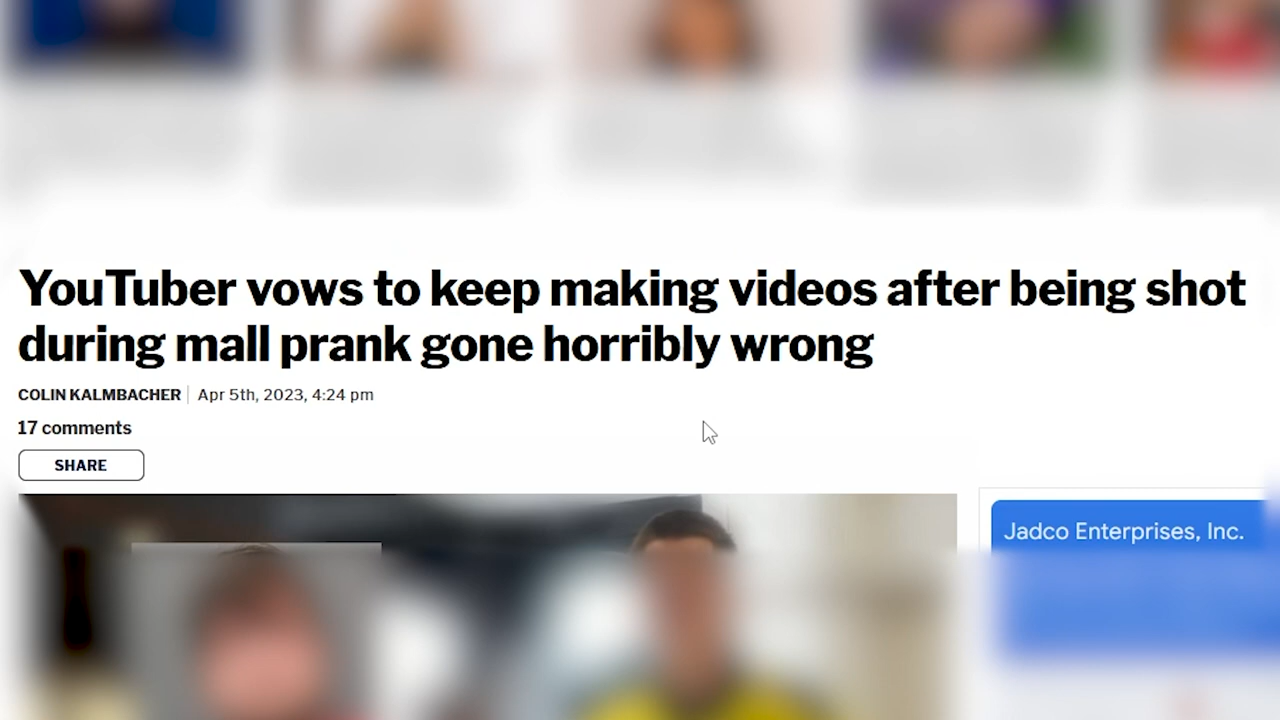 YouTuber vows to keep making videos after being shot
during mall prank gone horribly wrong
COLIN KALMBACHER | Apr 5th, 2023, 4:24 pm
17 comments
SHARE
Jadco Enterprises, Inc.